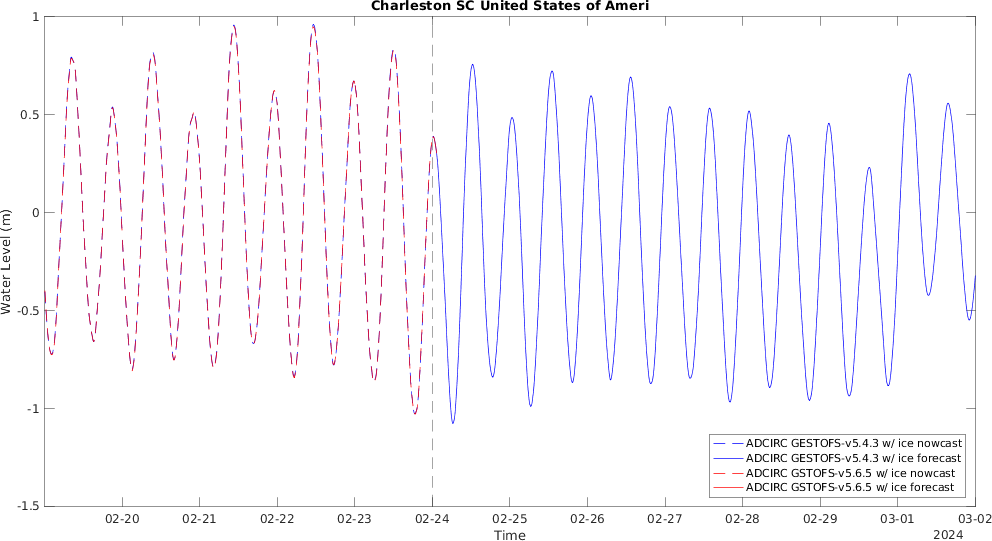 Charleston SC United States of Ameri
1
0.5
0
-0.5
-1
-1.5
Water Level (m)
ADCIRC GESTOFS-v5.4.3 w/ ice nowcast
ADCIRC GESTOFS-v5.4.3 w/ ice forecast
ADCIRC GSTOFS-v5.6.5 w/ ice nowcast
ADCIRC GSTOFS-v5.6.5 w/ ice forecast
02-20 02-21 02-22 02-23 02-24 02-25 02-26 02-27 02-28 02-29 03-01 03-02
Time
2024